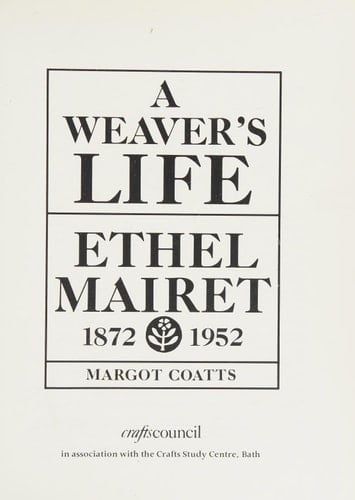 A
WEAVER'S
LIFE
ETHEL
MAIRET
1872 1952
MARGOT COATTS
craftscouncil
in association with the Crafts Study Centre, Bath